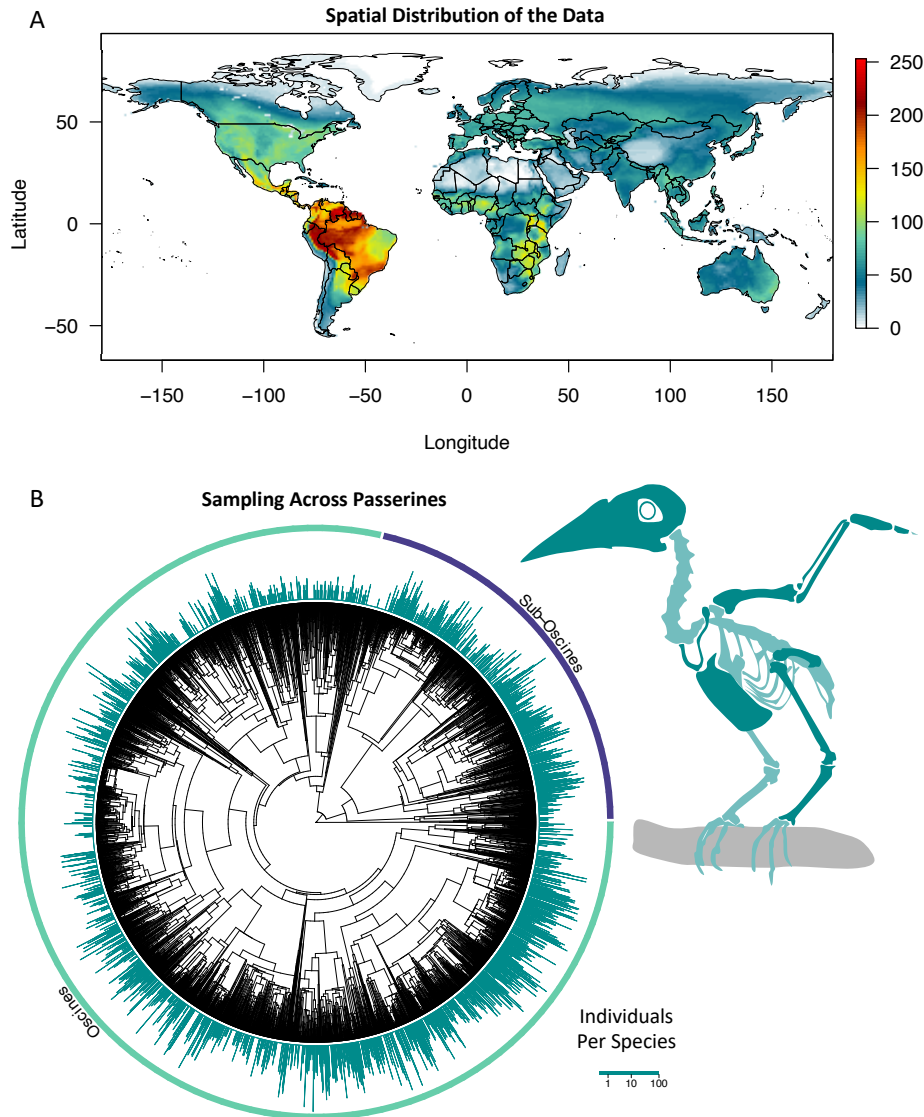 A
Spatial Distribution of the Data
Latitude
50
0
−50
−150
−100
−50
0
50
100
150
Longitude
250
200
150
100
50
0
B
Sampling Across Passerines
Sub-Oscines
Oscines
Individuals
Per Species
1 10 100